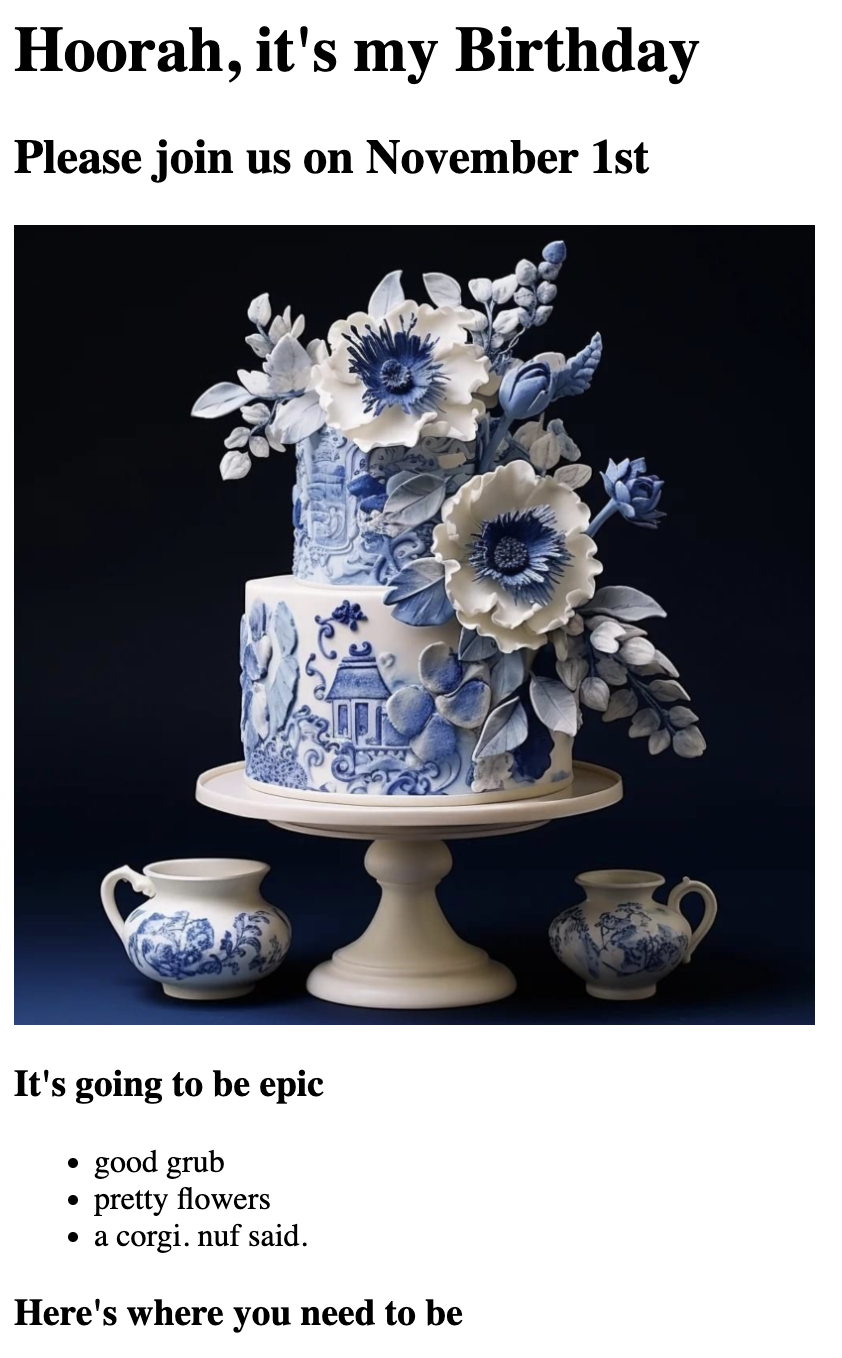 Hoorah, it's my Birthday
Please join us on November 1st
It's going to be epic
good grub
pretty flowers
a corgi. nuf said.
Here's where you need to be